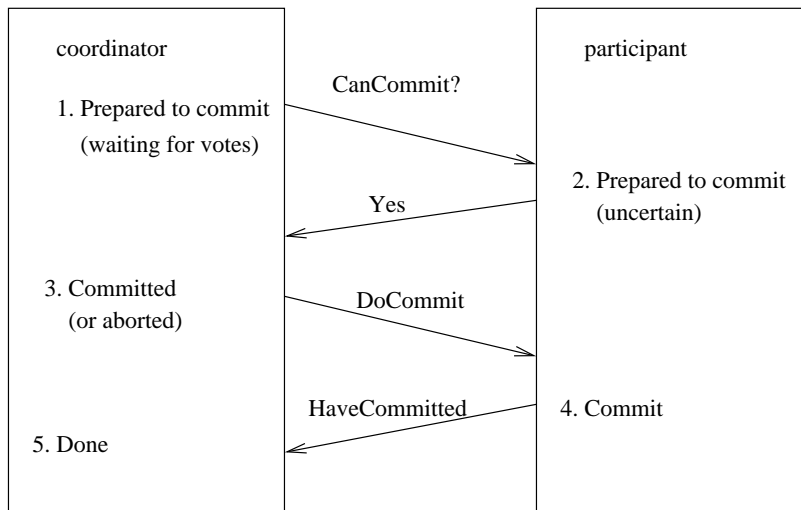 coordinator
participant
CanCommit?
1. Prepared to commit
(waiting for votes)
2. Prepared to commit
(uncertain)
Yes
3. Committed
(or aborted)
DoCommit
HaveCommitted
4. Commit
5. Done